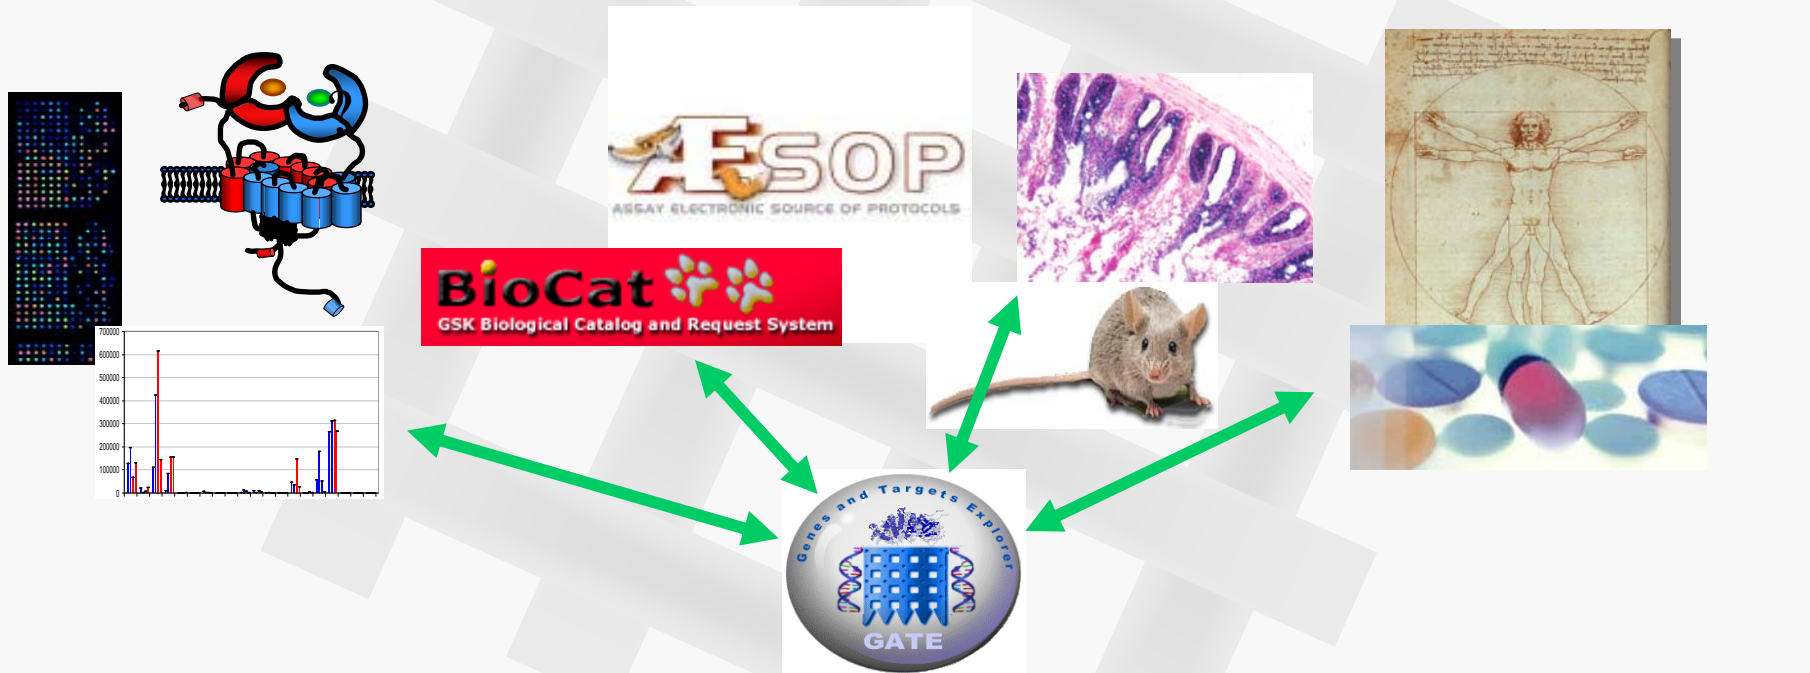 ÆSOP
ASSAY ELECTRONIC SOURCE OF PROTOCOLS
BioCat
GSK Biological Catalog and Request System
700000
600000
500000
400000
300000
200000
100000
0
Genes and Targets Explorer
GATE